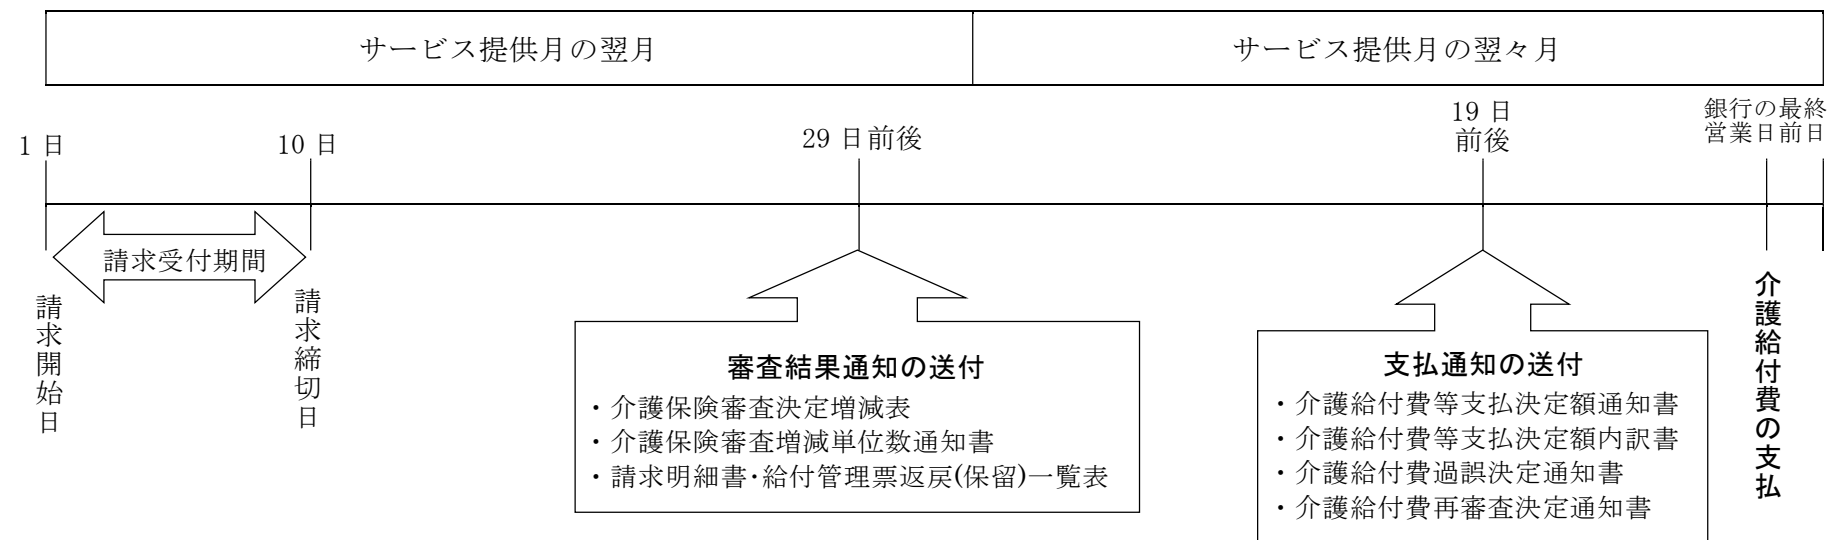 サービス提供月の翌月
サービス提供月の翌々月
1 日
10 日
29 日前後
19 日
前後
銀行の最終
営業日前日
請求受付期間
請求開始日
請求締切日
審査結果通知の送付
・介護保険審査決定増減表
・介護保険審査増減単位数通知書
・請求明細書・給付管理票返戻(保留)一覧表
支払通知の送付
・介護給付費等支払決定額通知書
・介護給付費等支払決定額内訳書
・介護給付費過誤決定通知書
・介護給付費再審査決定通知書
介護給付費の支払